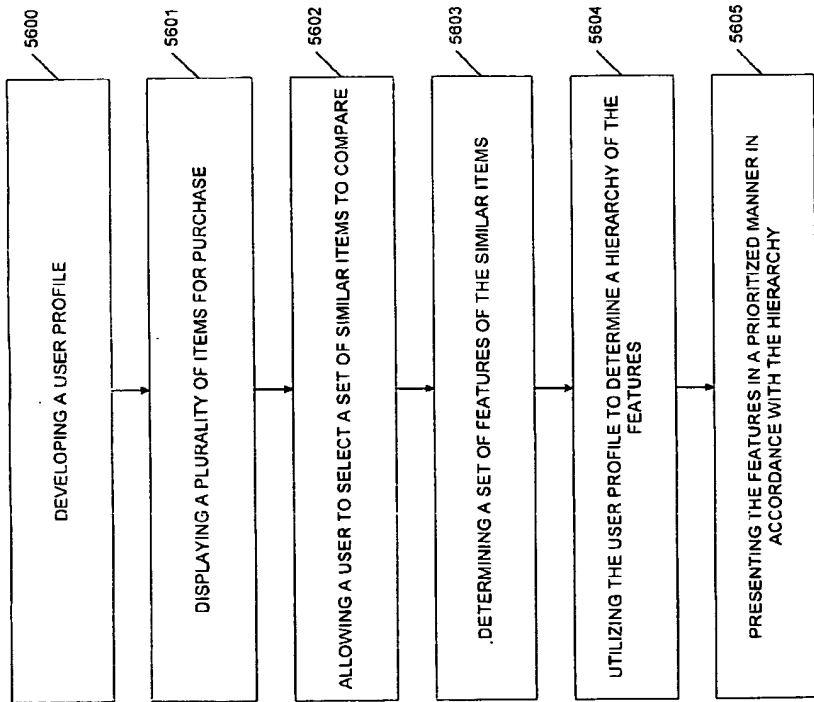 5600
DEVELOPING A USER PROFILE
5601
DISPLAYING A PLURALITY OF ITEMS FOR PURCHASE
5602
ALLOWING A USER TO SELECT A SET OF SIMILAR ITEMS TO COMPARE
5603
DETERMINING A SET OF FEATURES OF THE SIMILAR ITEMS
5604
UTILIZING THE USER PROFILE TO DETERMINE A HIERARCHY OF THE
FEATURES
5605
PRESENTING THE FEATURES IN A PRIORITIZED MANNER IN
ACCORDANCE WITH THE HIERARCHY